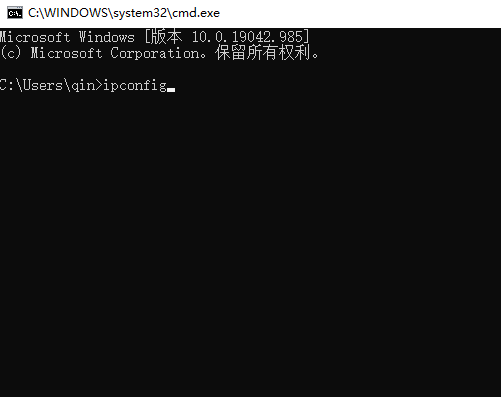 C:\WINDOWS\system32\cmd.exe
Microsoft Windows [版本 10.0.19042.985]
(c) Microsoft Corporation。保留所有权利。
C:\Users\qin>ipconfig